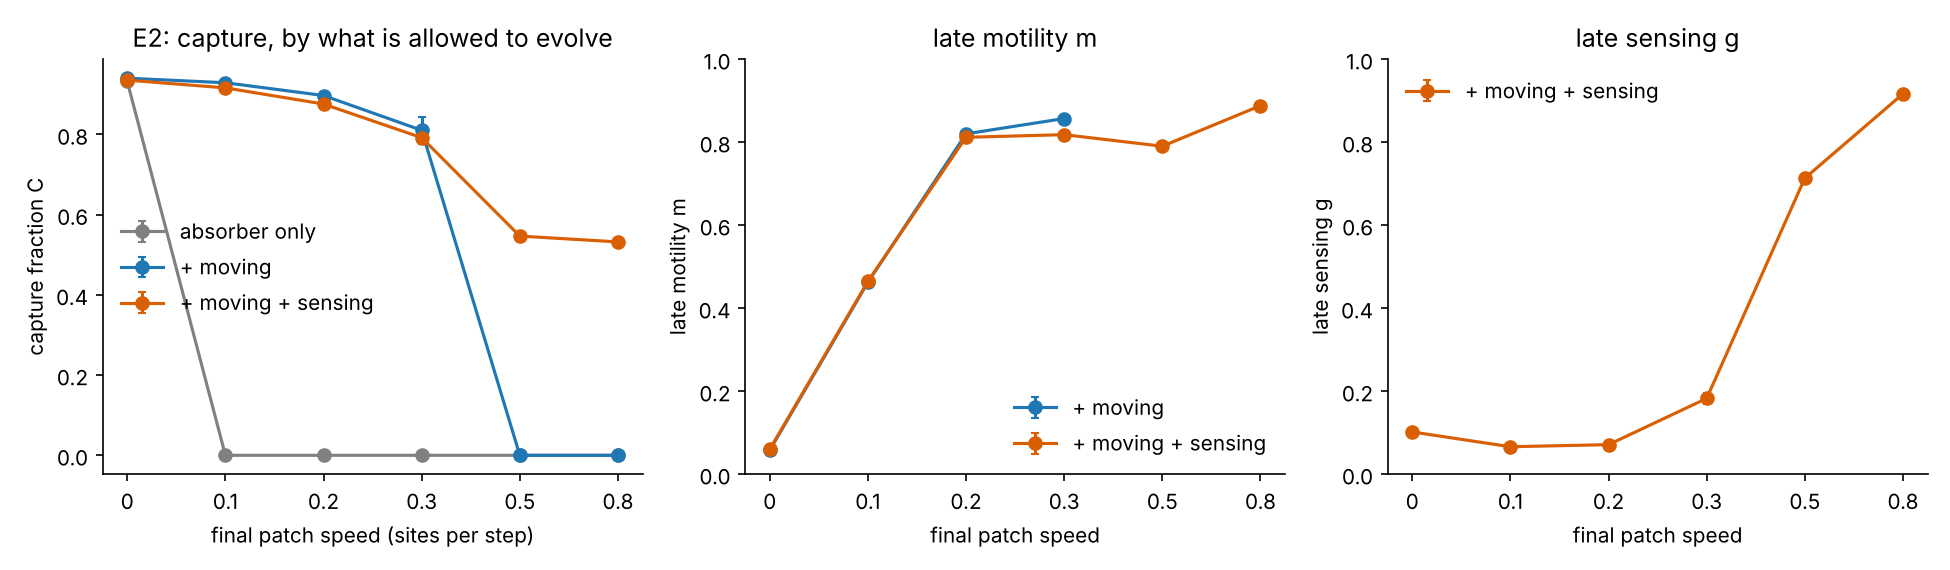 E2: capture, by what is allowed to evolve
capture fraction C
0.8
0.6
0.4
0.2
0.0
absorber only
+ moving
+ moving + sensing
0 0.1 0.2 0.3 0.5 0.8
final patch speed (sites per step)
late motility m
late motility m
1.0
0.8
0.6
0.4
0.2
0.0
+ moving
+ moving + sensing
0 0.1 0.2 0.3 0.5 0.8
final patch speed
late sensing g
late sensing g
1.0
0.8
0.6
0.4
0.2
0.0
+ moving + sensing
0 0.1 0.2 0.3 0.5 0.8
final patch speed